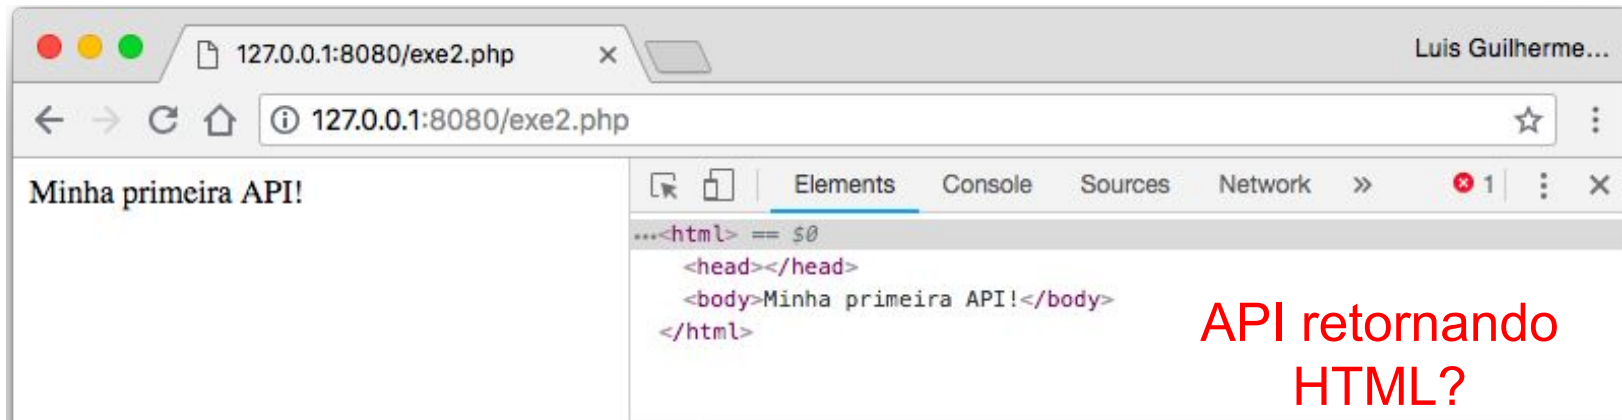 127.0.0.1:8080/exe2.php
Luis Guilherme...
127.0.0.1:8080/exe2.php
Minha primeira API!
Elements Console Sources Network » 1
...<html> == $0
<head></head>
<body>Minha primeira API!</body>
</html>
API retornando
HTML?